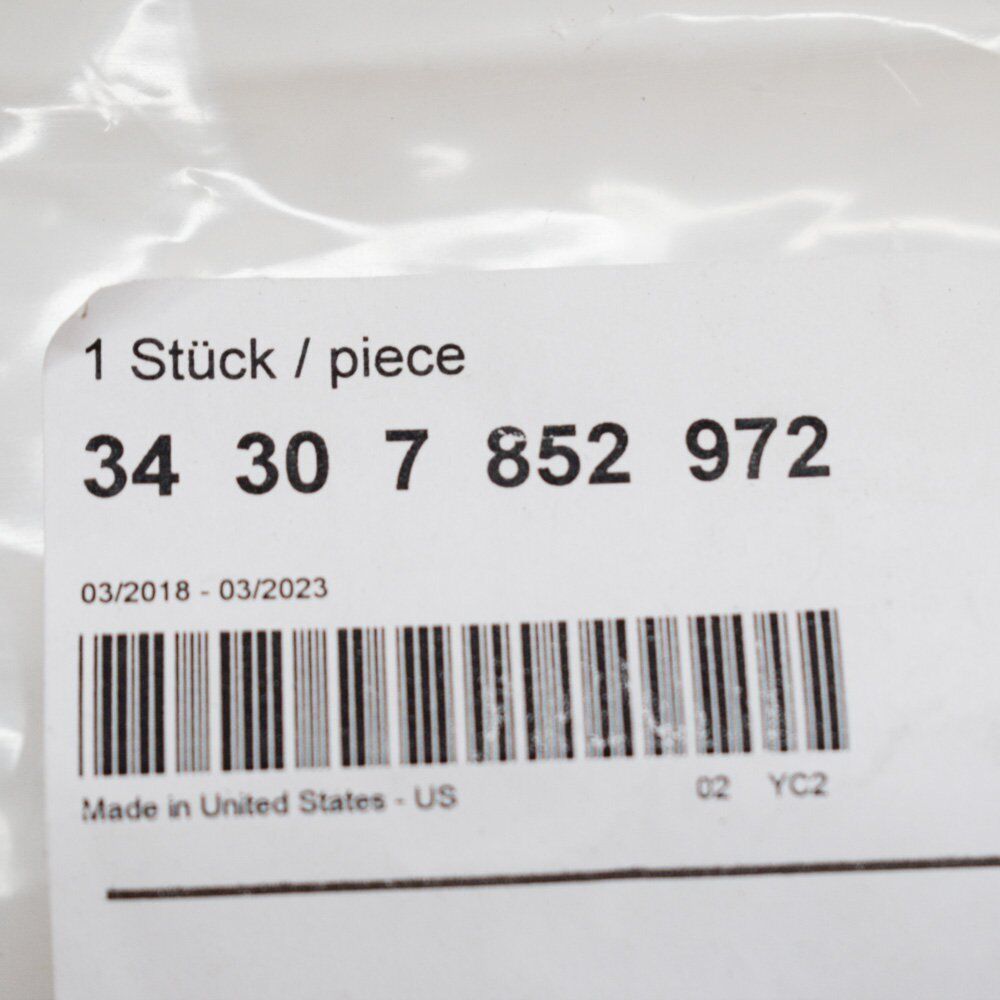 1 Stück / piece
34 30 7 852 972
03/2018 - 03/2023
Made in United States - US 02 YC2